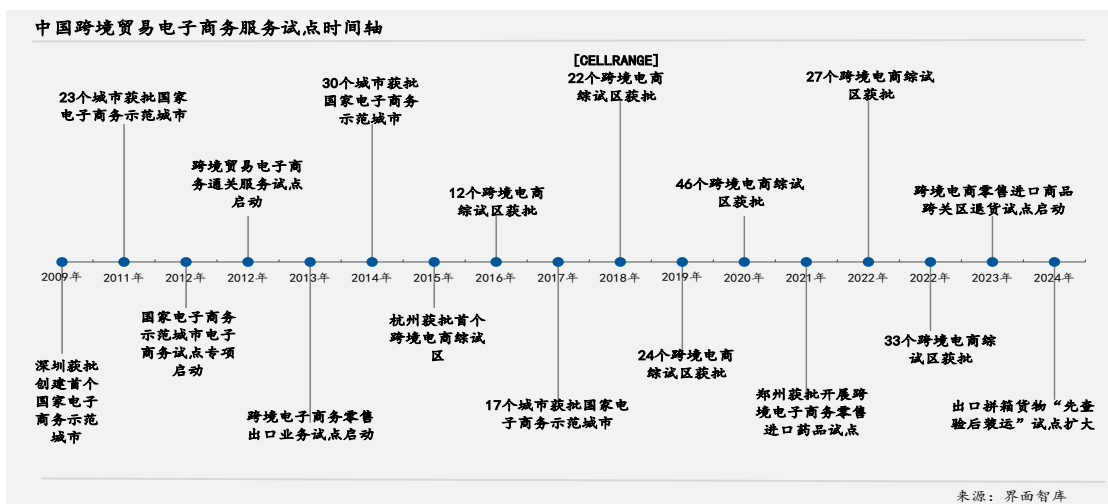 中国跨境贸易电子商务服务试点时间轴
23个城市获批国家
电子商务示范城市
跨境贸易电子商
务通关服务试点
启动
30个城市获批
国家电子商务
示范城市
12个跨境电商
综试区获批
[CELLRANGE]
22个跨境电商
综试区获批
46个跨境电商综试
区获批
27个跨境电商综试
区获批
跨境电商零售进口商品
跨关区退货试点启动
2009年
2011年
2012年
2012年
2013年
2014年
2015年
2016年
2017年
2018年
2019年
2020年
2021年
2022年
2022年
2023年
2024年
深圳获批
创建首个
国家电子
商务示范
城市
国家电子商务
示范城市电子
商务试点专项
启动
跨境电子商务零售
出口业务试点启动
杭州获批首个
跨境电商综试
区
17个城市获批国家电
子商务示范城市
24个跨境电商
综试区获批
郑州获批开展跨
境电子商务零售
进口药品试点
33个跨境电商综
试区获批
出口拼箱货物“先查
验后装运”试点扩大
来源：界面智库